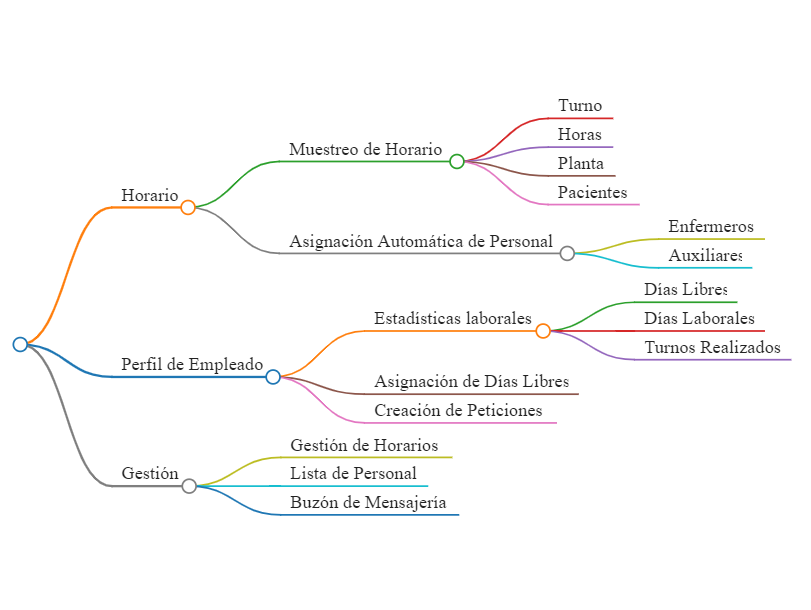 Horario
Muestreo de Horario
Turno
Horas
Planta
Pacientes
Asignación Automática de Personal
Enfermeros
Auxiliares
Perfil de Empleado
Estadísticas laborales
Días Libres
Días Laborales
Turnos Realizados
Asignación de Días Libres
Creación de Peticiones
Gestión
Gestión de Horarios
Lista de Personal
Buzón de Mensajería